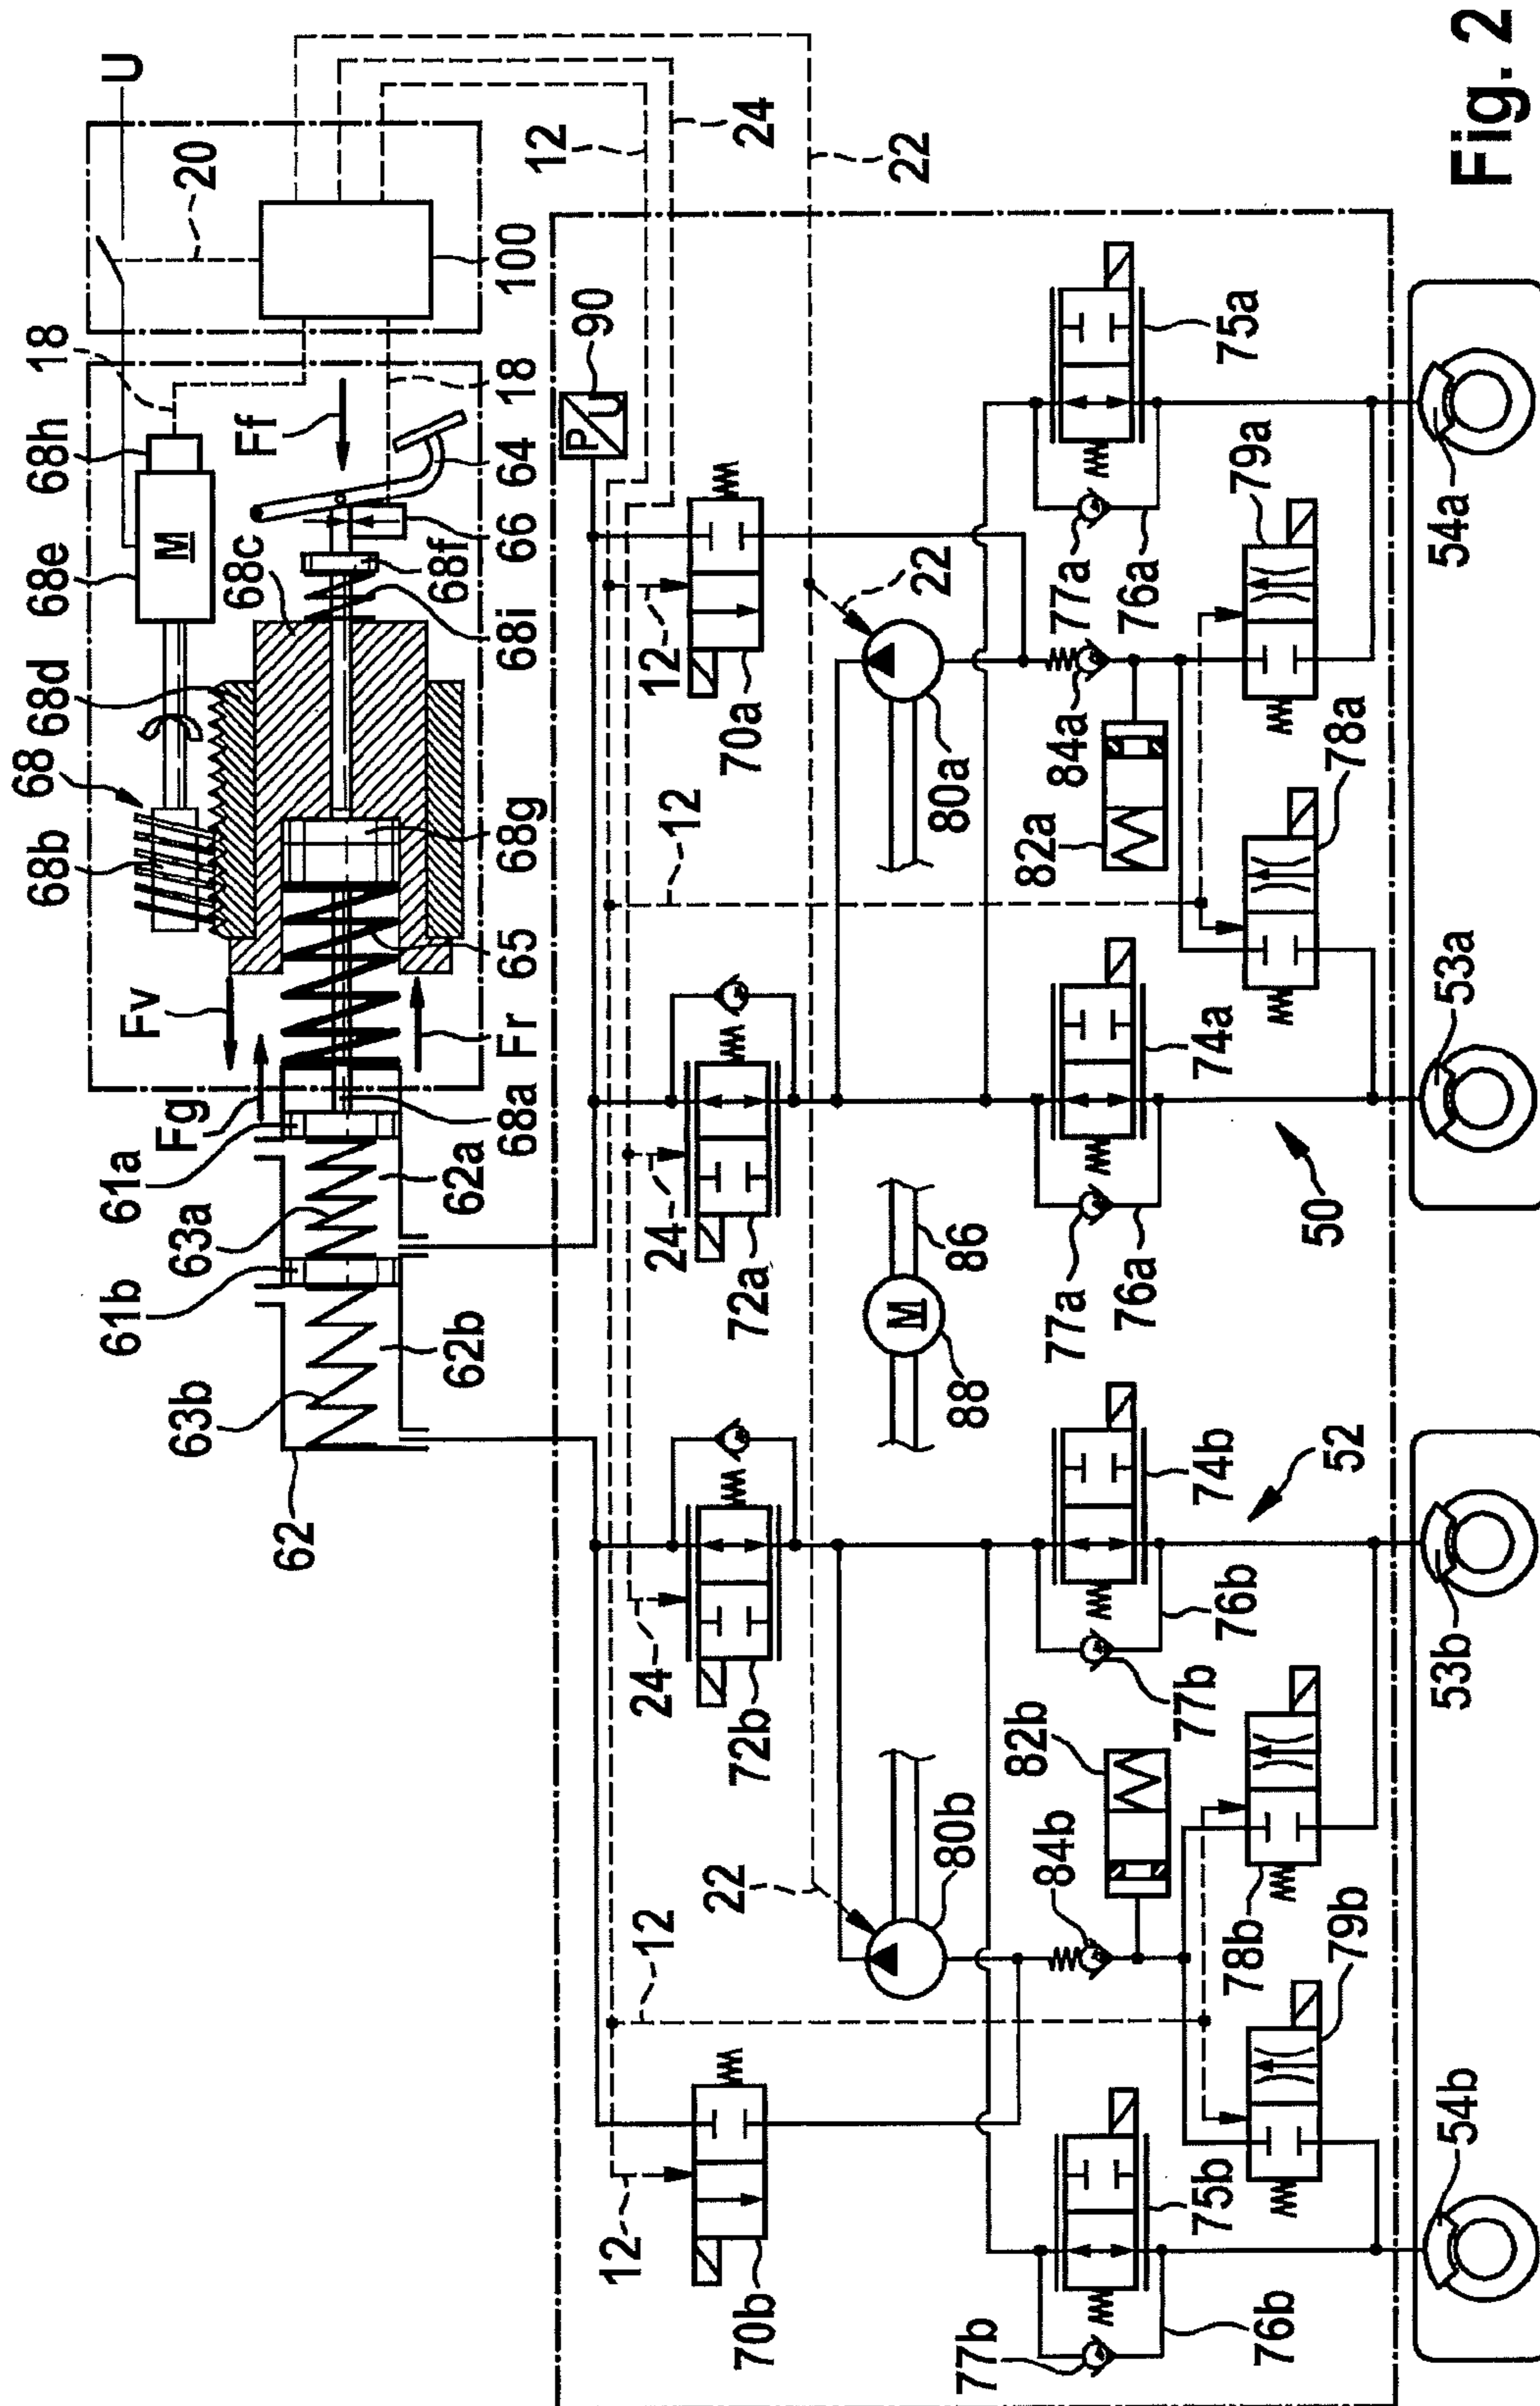 68b
68
68d
68e
68h
18
61b
61a
Fv
U
63b
63a
Fg
M
20
68c
Ff
62
62b
62a
68f
68a
Fr
65
68g
68i
66
64
18
100
12
90
P
U
12
12
24
24
12
12
24
22
70b
22
72b
72a
70a
22
M
80b
88
86
80a
77b
84b
82b
77a
82a
84a
77a
76a
76b
75b
77b
76b
74b
76a
74a
75a
78b
79b
52
50
78a
79a
54b
53b
53a
54a
Fig. 2